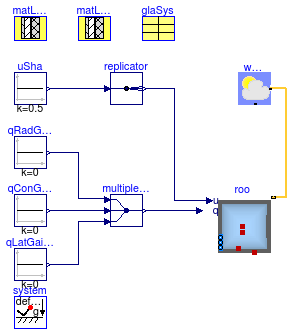 matL...
matL...
glaSys
uSha
replicator
w...
k=0.5
qRadG...
k=0
qConG...
multiple...
roo
u
q
k=0
qLatGai...
k=0
system
def...
g